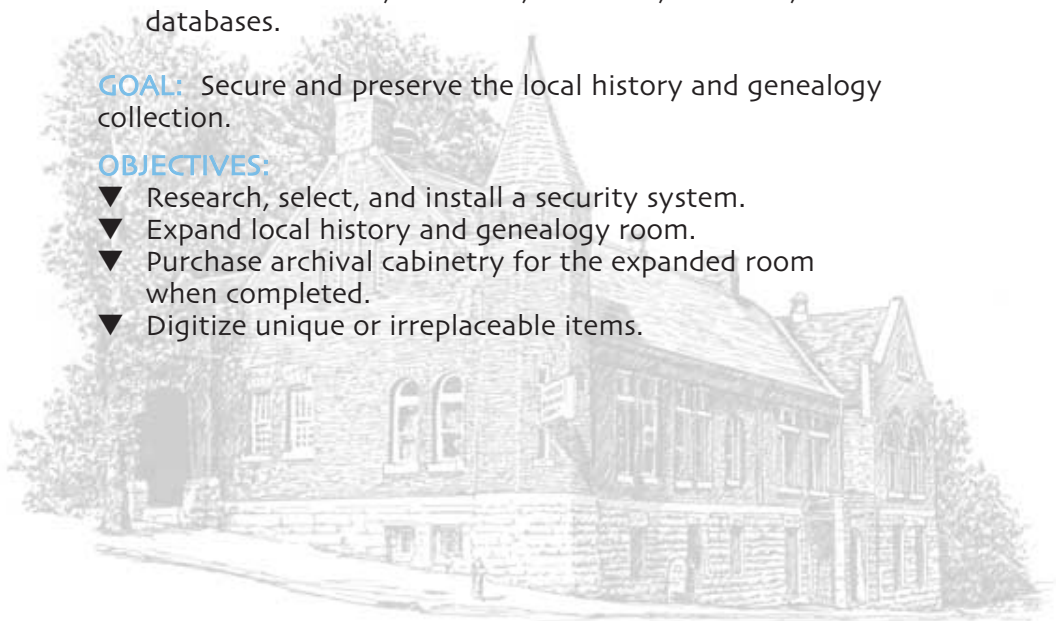 databases.
GOAL: Secure and preserve the local history and genealogy
collection.
OBJECTIVES:
▼ Research, select, and install a security system.
▼ Expand local history and genealogy room.
▼ Purchase archival cabinetry for the expanded room
when completed.
▼ Digitize unique or irreplaceable items.